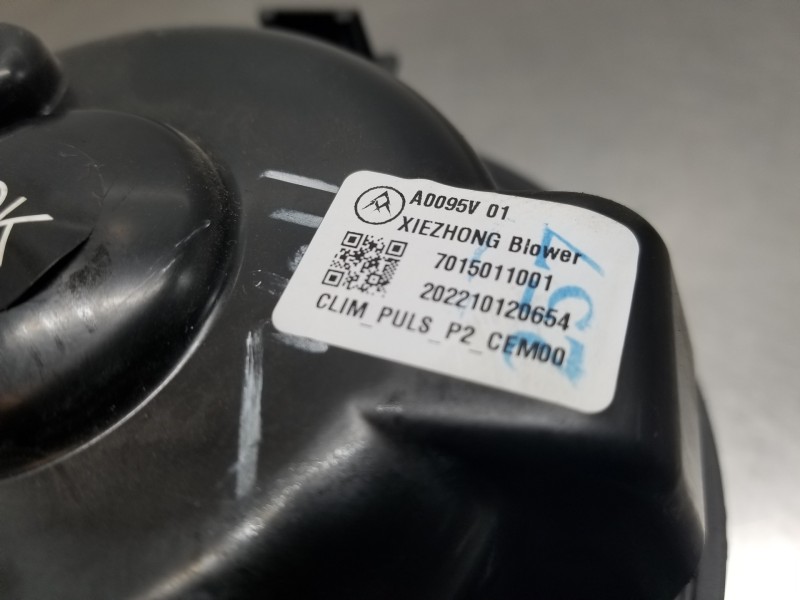 A0095V 01
XIEZHONG Blower
7015011001
202210120654
CLIM_PULS_P2_CEM00